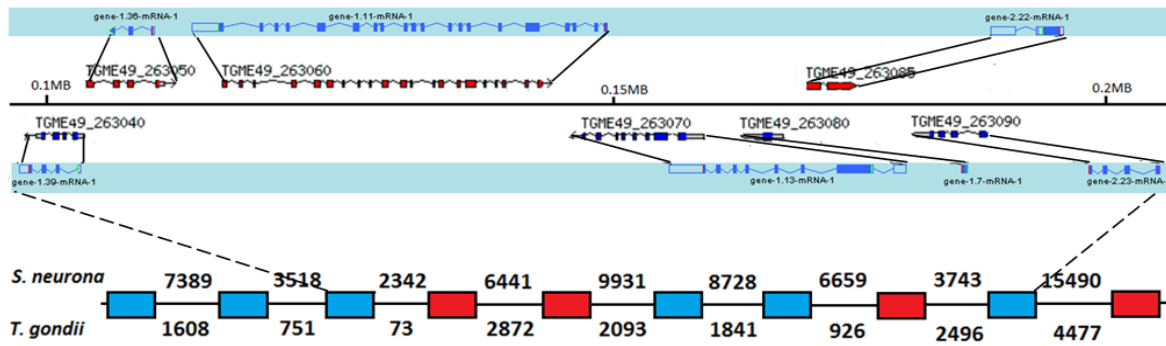 gene-1.36-mRNA-1 gene-1.11-mRNA-1 gene-2.22-mRNA-1
TGME49_263050 TGME49_263060 TGME49_263085
0.1MB 0.15MB 0.2MB
TGME49_263040 TGME49_263070 TGME49_263080 TGME49_263090
gene-1.39-mRNA-1 gene-1.13-mRNA-1 gene-1.7-mRNA-1 gene-2.23-mRNA-
S. neurona 7389 3518 2342 6441 9931 8728 6659 3743 15490
T. gondii 1608 751 73 2872 2093 1841 926 2496 4477